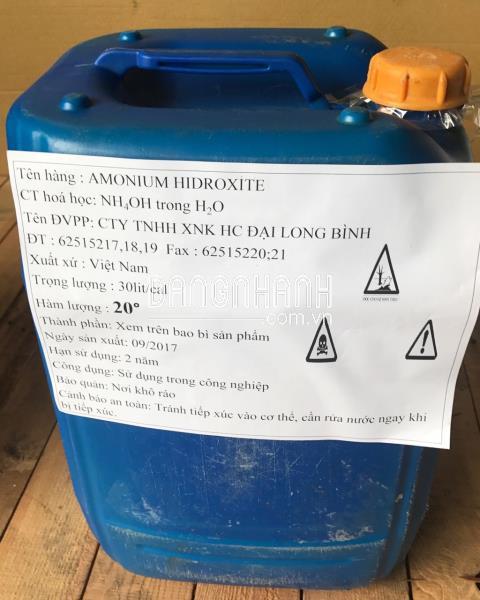 Tên hàng : AMONIUM HIDROXITE
CT hoá học: NH₄OH trong H₂O
Tên ĐVPP: CTY TNHH XNK HC ĐẠI LONG BÌNH
ĐT : 62515217,18,19 Fax : 62515220;21
Xuất xứ : Việt Nam
Trọng lượng : 30lit/cal
Hàm lượng : 20°
Thành phần: Xem trên bao bì sản phẩm
Ngày sản xuất: 09/2017
Hạn sử dụng: 2 năm
Công dụng: Sử dụng trong công nghiệp
Bảo quản: Nơi khô ráo
Cảnh báo an toàn: Tránh tiếp xúc vào cơ thể, cần rửa nước ngay khi
bị tiếp xúc.
BANGNHANH
.com.vn